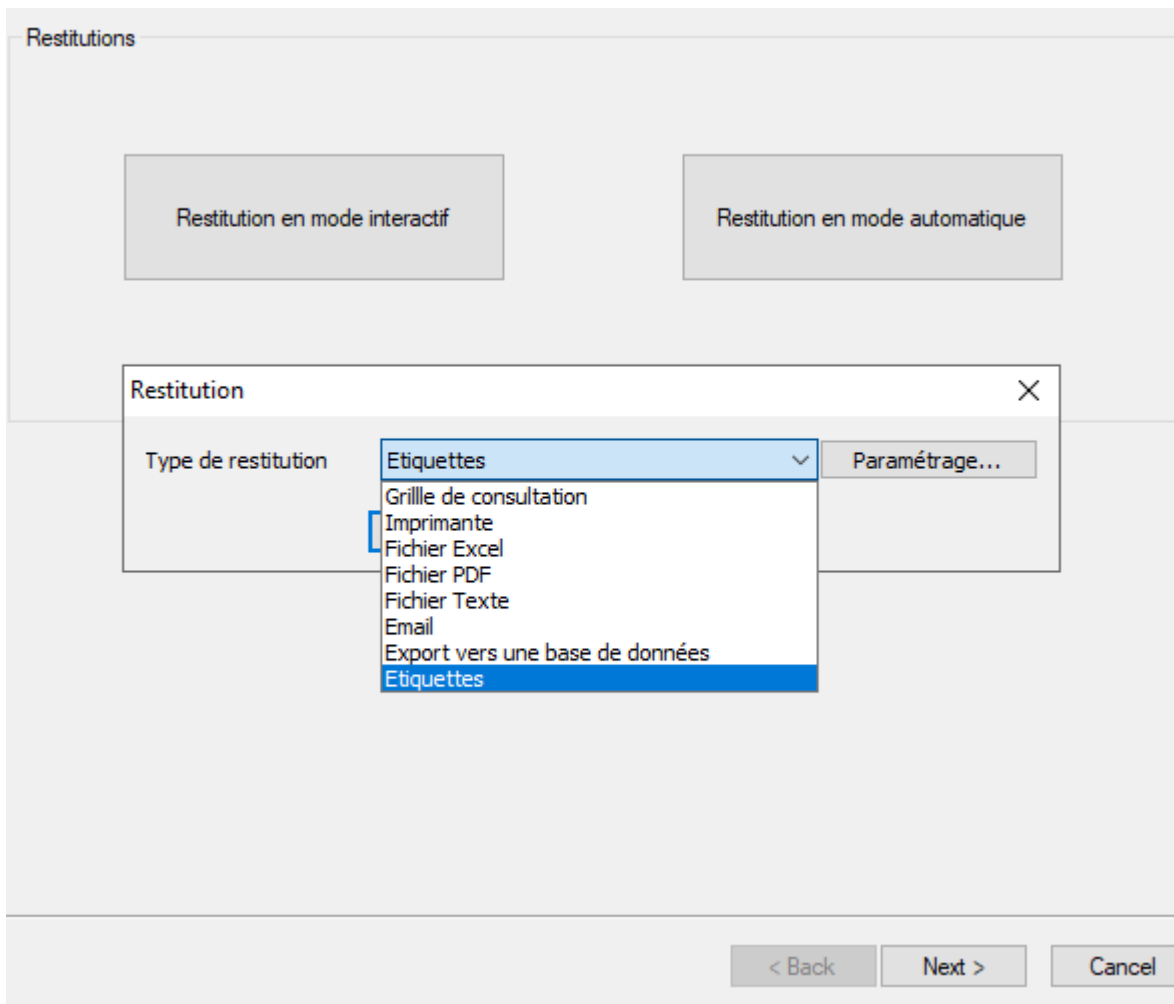 Restitutions
Restitution en mode interactif
Restitution en mode automatique
Restitution
Type de restitution
Etiquettes
Paramétrage...
Grillle de consultation
Imprimante
Fichier Excel
Fichier PDF
Fichier Texte
Email
Export vers une base de données
Etiquettes
< Back
Next >
Cancel